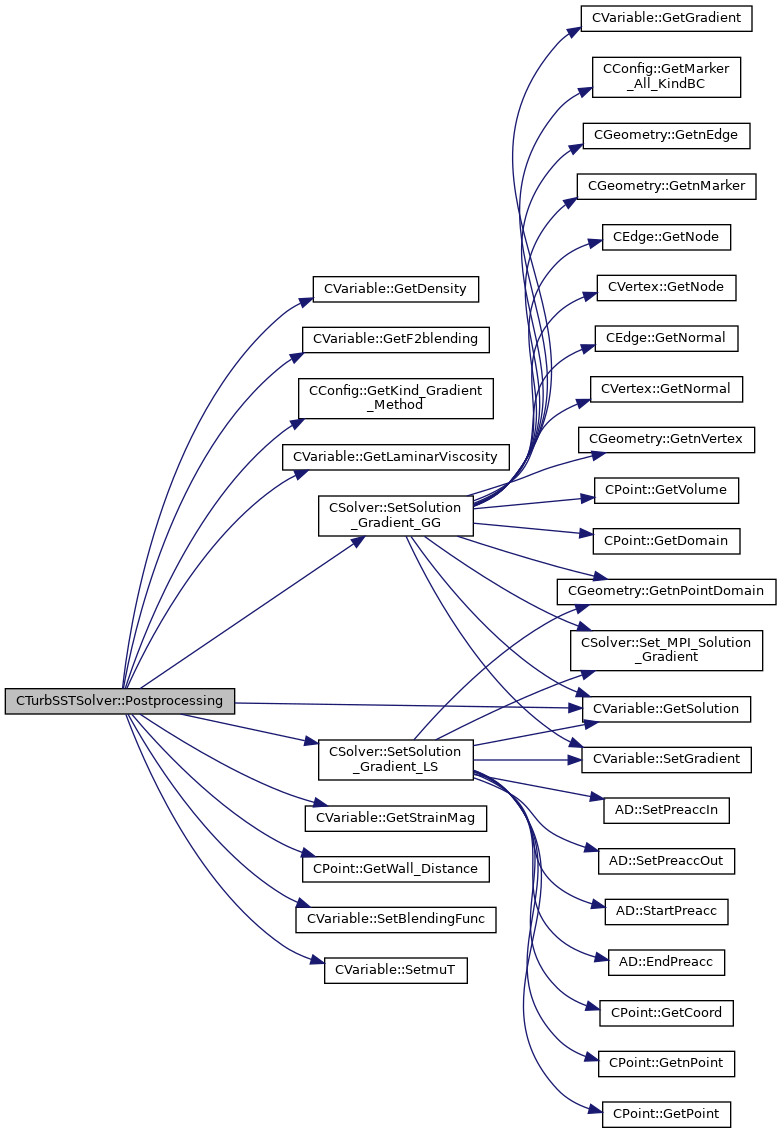 CVariable::GetGradient
CConfig::GetMarker
_All_KindBC
CGeometry::GetnEdge
CGeometry::GetnMarker
CEdge::GetNode
CVariable::GetDensity
CVertex::GetNode
CVariable::GetF2blending
CEdge::GetNormal
CConfig::GetKind_Gradient
_Method
CVertex::GetNormal
CVariable::GetLaminarViscosity
CGeometry::GetnVertex
CSolver::SetSolution
_Gradient_GG
CPoint::GetVolume
CPoint::GetDomain
CGeometry::GetnPointDomain
CSolver::Set_MPI_Solution
_Gradient
CTurbSSTSolver::Postprocessing
CVariable::GetSolution
CSolver::SetSolution
_Gradient_LS
CVariable::SetGradient
CVariable::GetStrainMag
AD::SetPreaccIn
CPoint::GetWall_Distance
AD::SetPreaccOut
CVariable::SetBlendingFunc
AD::StartPreacc
CVariable::SetmuT
AD::EndPreacc
CPoint::GetCoord
CPoint::GetnPoint
CPoint::GetPoint